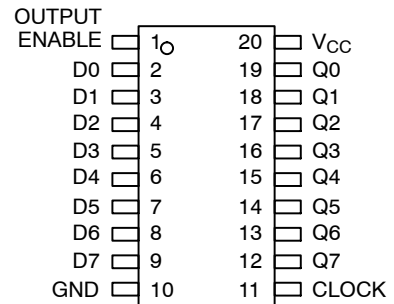 OUTPUT
ENABLE 1 20 VCC
D0 2 19 Q0
D1 3 18 Q1
D2 4 17 Q2
D3 5 16 Q3
D4 6 15 Q4
D5 7 14 Q5
D6 8 13 Q6
D7 9 12 Q7
GND 10 11 CLOCK